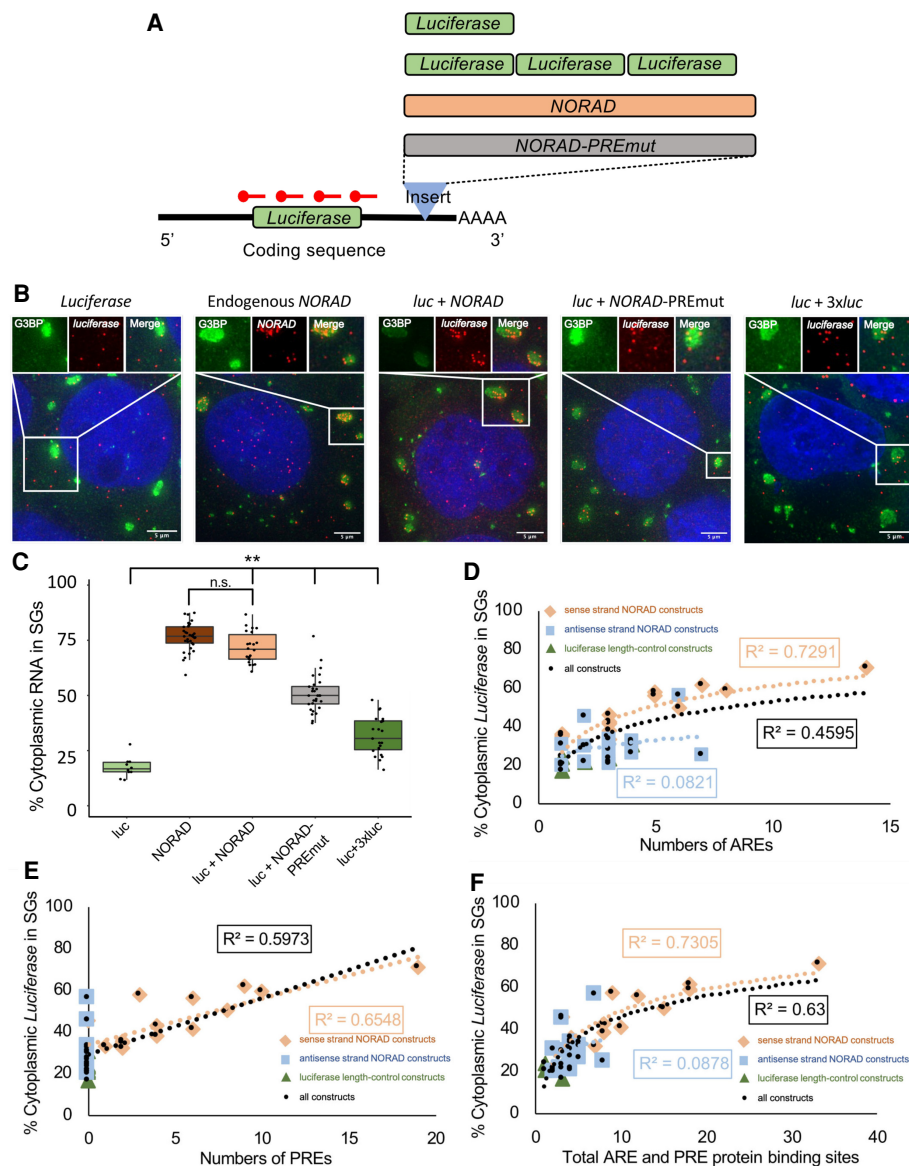 A
Luciferase
Luciferase Luciferase Luciferase
NORAD
NORAD-PREmut
Insert
Luciferase
AAAA
5' 3'
Coding sequence
B
Luciferase Endogenous NORAD luc + NORAD luc + NORAD-PREmut luc + 3xluc
G3BP luciferase Merge G3BP NORAD Merge G3BP luciferase Merge G3BP luciferase Merge G3BP luciferase Merge
5 µm 5 µm 5 µm 5 µm 5 µm
C
% Cytoplasmic RNA in SGs
100
75
50
25
0
**
n.s.
luc
NORAD
luc + NORAD
luc + NORAD-
PREmut
luc+3xluc
D
% Cytoplasmic Luciferase in SGs
100
80
60
40
20
0
sense strand NORAD constructs
antisense strand NORAD constructs
luciferase length-control constructs
all constructs
R² = 0.7291
R² = 0.4595
R² = 0.0821
0 5 10 15
Numbers of AREs
E
% Cytoplasmic Luciferase in SGs
100
80
60
40
20
0
R² = 0.5973
R² = 0.6548
sense strand NORAD constructs
antisense strand NORAD constructs
luciferase length-control constructs
all constructs
0 5 10 15 20
Numbers of PREs
F
% Cytoplasmic Luciferase in SGs
100
80
60
40
20
0
R² = 0.7305
R² = 0.63
R² = 0.0878
sense strand NORAD constructs
antisense strand NORAD constructs
luciferase length-control constructs
all constructs
0 10 20 30 40
Total ARE and PRE protein binding sites